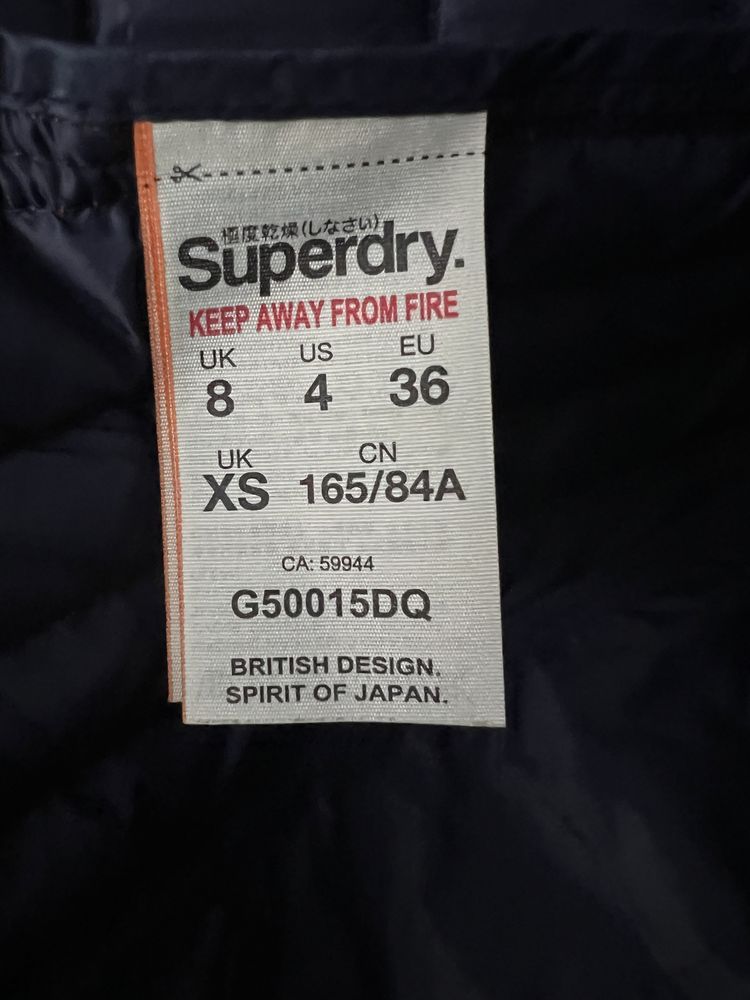 極度乾燥(しなさい)
Superdry.
KEEP AWAY FROM FIRE
UK US EU
8 4 36
UK CN
XS 165/84A
CA: 59944
G50015DQ
BRITISH DESIGN.
SPIRIT OF JAPAN.